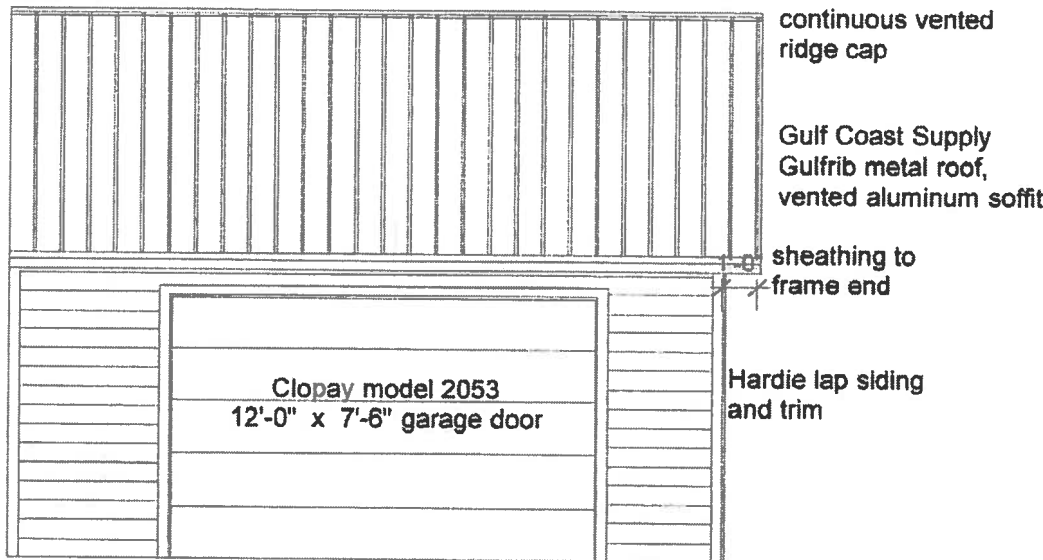 continuous vented
ridge cap
Gulf Coast Supply
Gulfrib metal roof,
vented aluminum soffit
1'-0"
sheathing to
frame end
Clopay model 2053
12'-0" x 7'-6" garage door
Hardie lap siding
and trim